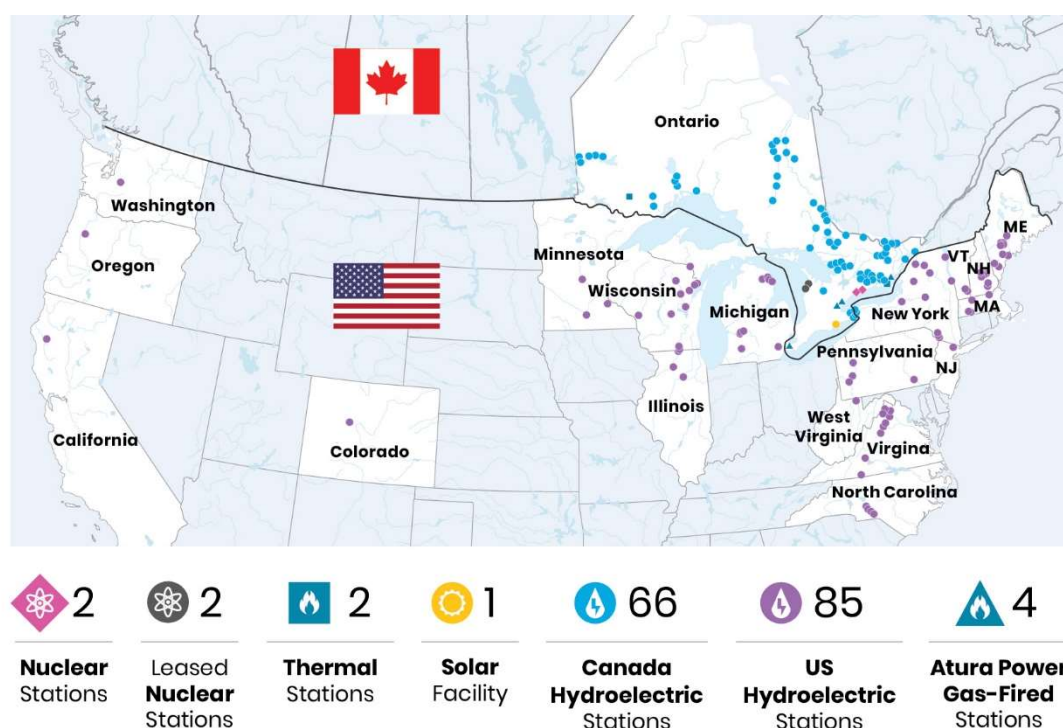 Ontario
Washington
Oregon
Minnesota
Wisconsin
Michigan
ME
VT
NH
MA
New York
Pennsylvania
NJ
Illinois
West
Virginia
Virgina
California
Colorado
North Carolina
2
2
2
1
66
85
4
Nuclear
Stations
Leased
Nuclear
Stations
Thermal
Stations
Solar
Facility
Canada
Hydroelectric
Stations
US
Hydroelectric
Stations
Atura Power
Gas-Fired
Stations